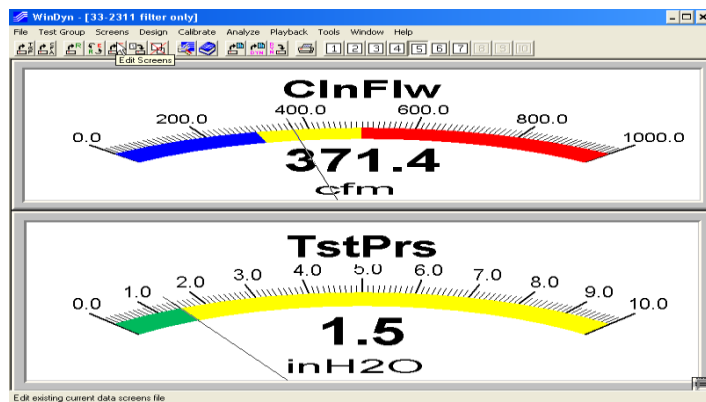 WinDyn - [33-2311 filter only]
File Test Group Screens Design Calibrate Analyze Playback Tools Window Help
1 2 3 4 5 6 7 8 9 10
Edit Screens
ClnFlw
0.0 200.0 400.0 600.0 800.0 1000.0
371.4
cfm
TstPrs
0.0 1.0 2.0 3.0 4.0 5.0 6.0 7.0 8.0 9.0 10.0
1.5
inH2O
Edit existing current data screens file